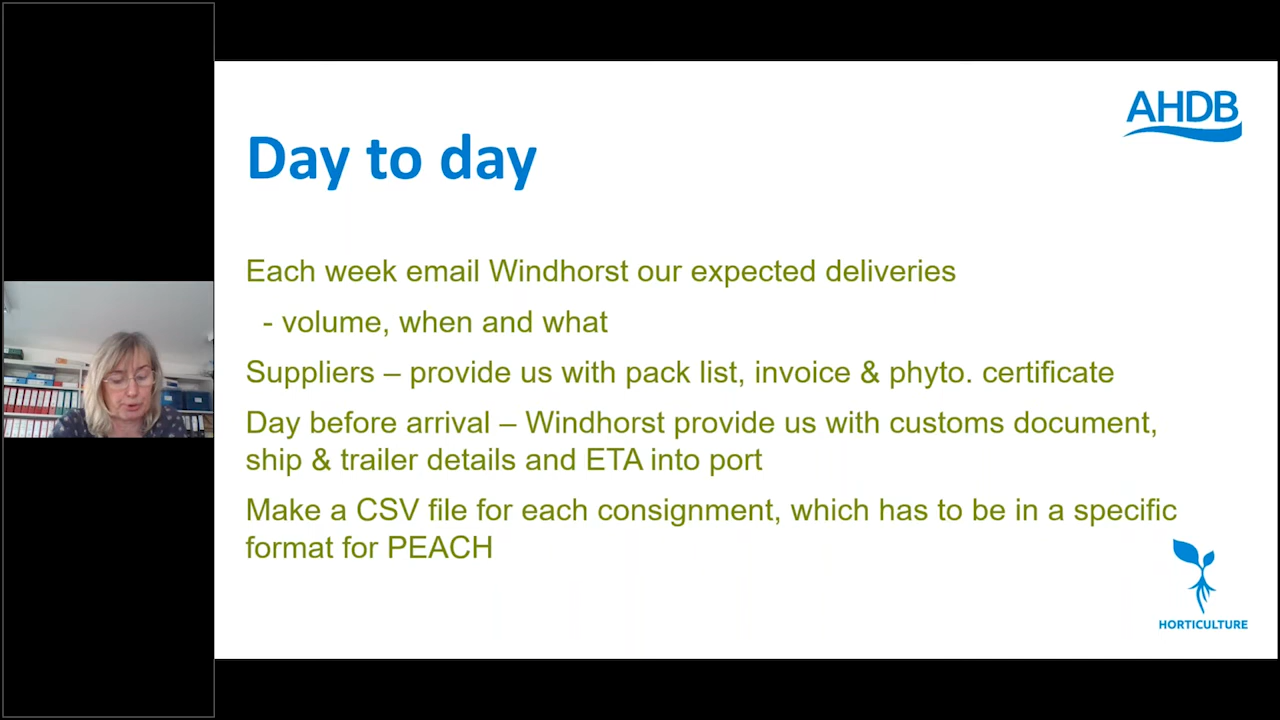 AHDB
Day to day
Each week email Windhorst our expected deliveries
- volume, when and what
Suppliers – provide us with pack list, invoice & phyto. certificate
Day before arrival – Windhorst provide us with customs document,
ship & trailer details and ETA into port
Make a CSV file for each consignment, which has to be in a specific
format for PEACH
HORTICULTURE